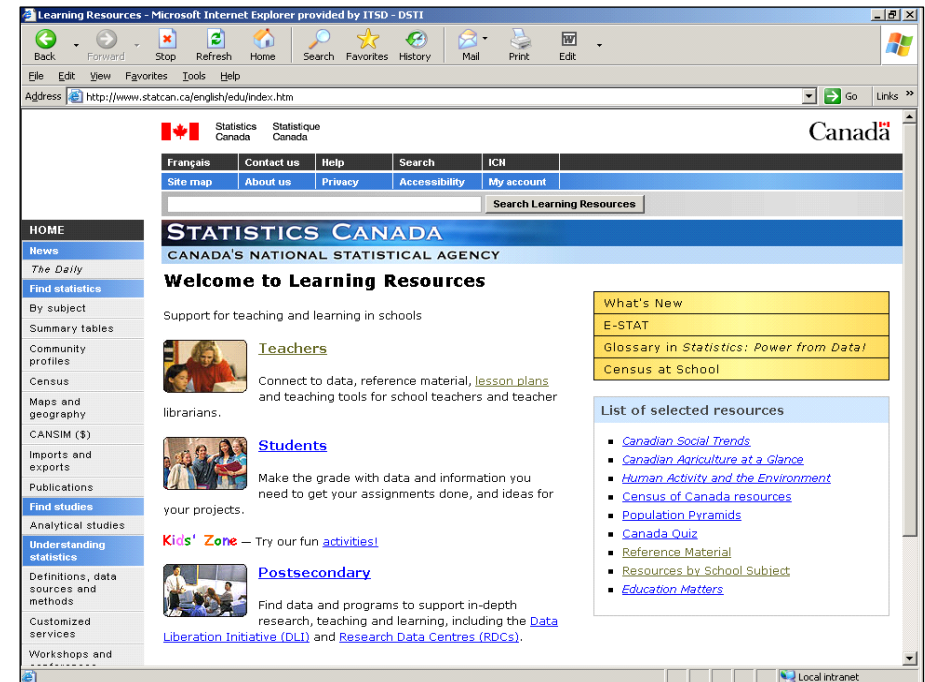 Learning Resources - Microsoft Internet Explorer provided by ITSD - DSTI
Back Forward Stop Refresh Home Search Favorites History Mail Print Edit
File Edit View Favorites Tools Help
Address http://www.statcan.ca/english/edu/index.htm Go Links »
Statistics Statistique
Canada Canada
Canada
Français Contact us Help Search ICN
Site map About us Privacy Accessibility My account
Search Learning Resources
HOME
News
The Daily
Find statistics
By subject
Summary tables
Community
profiles
Census
Maps and
geography
CANSIM ($)
Imports and
exports
Publications
Find studies
Analytical studies
Understanding
statistics
Definitions, data
sources and
methods
Customized
services
Workshops and
STATISTICS CANADA
CANADA'S NATIONAL STATISTICAL AGENCY
Welcome to Learning Resources
Support for teaching and learning in schools
Teachers
Connect to data, reference material, lesson plans
and teaching tools for school teachers and teacher
librarians.
Students
Make the grade with data and information you
need to get your assignments done, and ideas for
your projects.
Kids' Zone — Try our fun activities!
Postsecondary
Find data and programs to support in-depth
research, teaching and learning, including the Data
Liberation Initiative (DLI) and Research Data Centres (RDCs).
What's New
E-STAT
Glossary in Statistics: Power from Data!
Census at School
List of selected resources
Canadian Social Trends
Canadian Agriculture at a Glance
Human Activity and the Environment
Census of Canada resources
Population Pyramids
Canada Quiz
Reference Material
Resources by School Subject
Education Matters
Local intranet